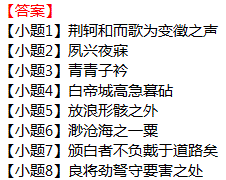 【答案】
【小题1】荆轲和而歌为变徵之声
【小题2】夙兴夜寐
【小题3】青青子衿
【小题4】白帝城高急暮砧
【小题5】放浪形骸之外
【小题6】渺沧海之一粟
【小题7】颁白者不负戴于道路矣
【小题8】良将劲弩守要害之处